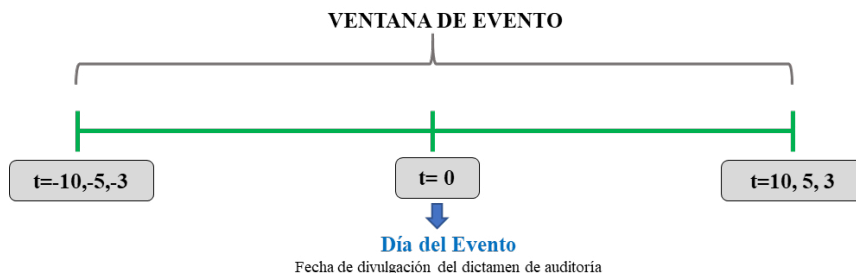 VENTANA DE EVENTO
t=-10,-5,-3
t= 0
t=10, 5, 3
Día del Evento
Fecha de divulgación del dictamen de auditoría